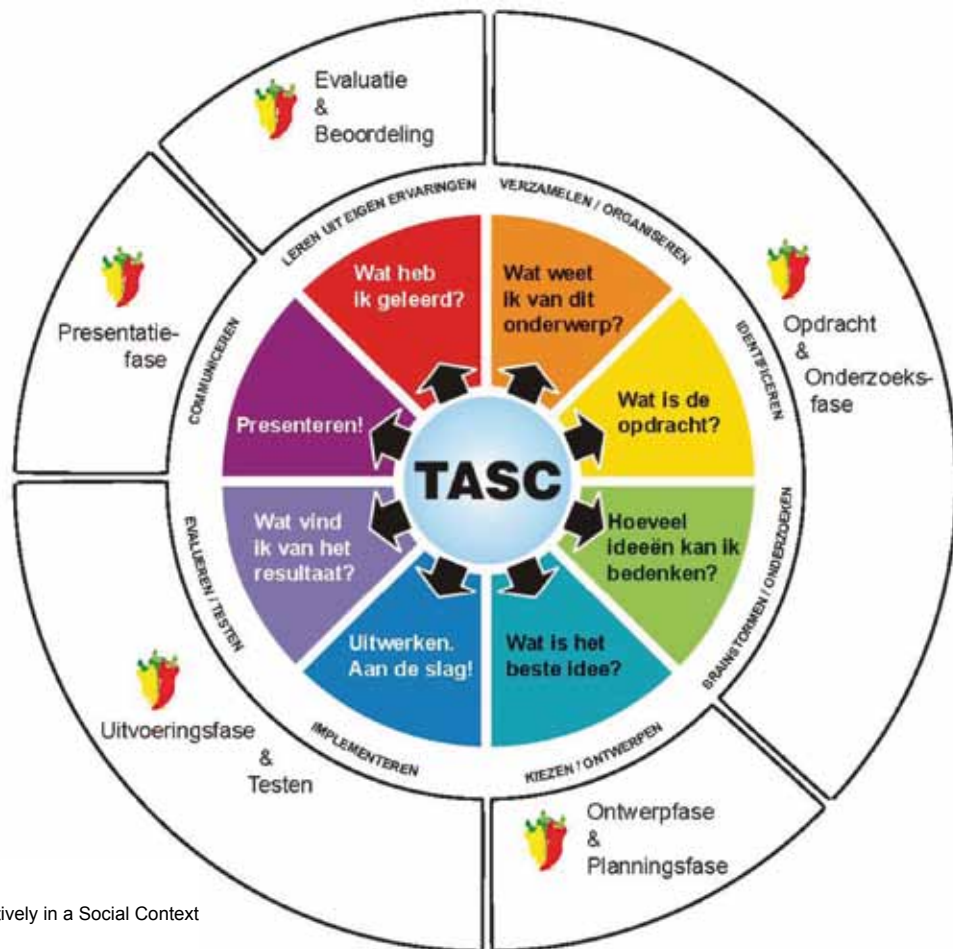 Evaluatie
&
Beoordeling
Opdracht
&
Onderzoeks-
fase
Ontwerpfase
&
Planningsfase
Uitvoeringsfase
&
Testen
Presentatie-
fase
LEREN UIT EIGEN ERVARINGEN
VERZAMELEN / ORGANISEREN
IDENTIFICEREN
BRAINSTORMEN / ONDERZOEKEN
KIEZEN / ONTWERPEN
IMPLEMENTEREN
EVALUEREN / TESTEN
COMMUNICEREN
Wat heb
ik geleerd?
Wat weet
ik van dit
onderwerp?
Wat is de
opdracht?
Hoeveel
ideeën kan ik
bedenken?
Wat is het
beste idee?
Uitwerken.
Aan de slag!
Wat vind
ik van het
resultaat?
Presenteren!
TASC
tively in a Social Context